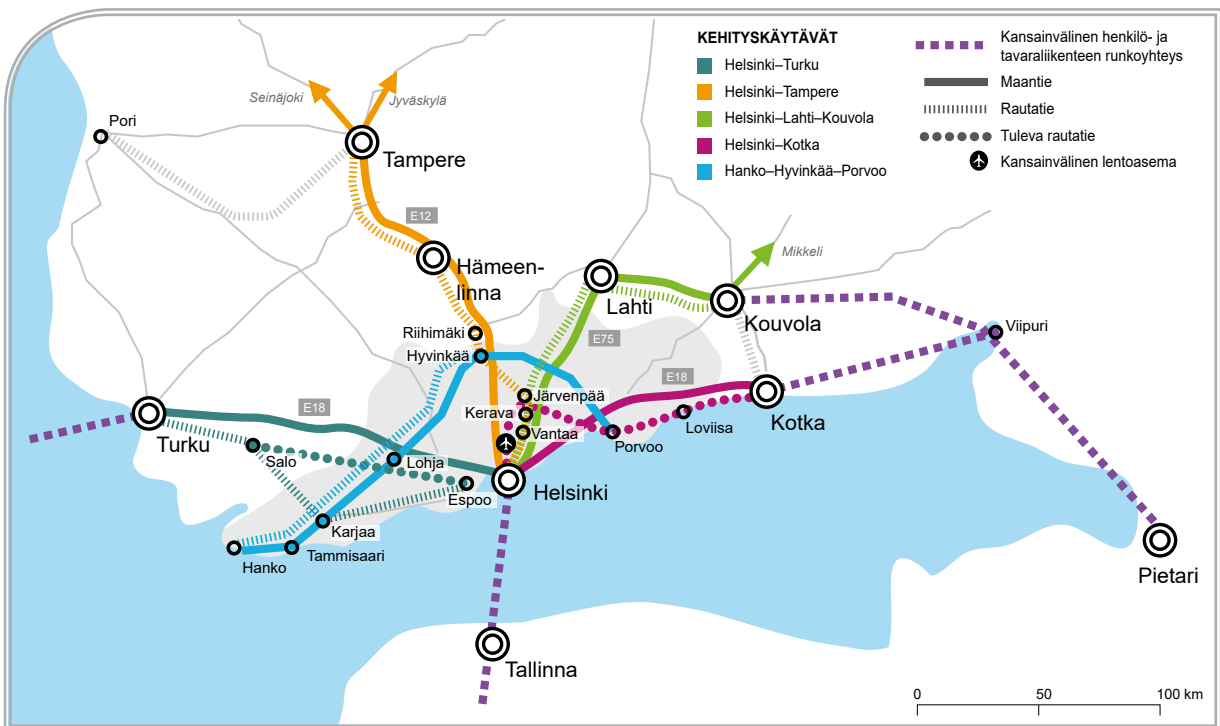 KEHITYSKÄYTÄVÄT
Helsinki–Turku
Helsinki–Tampere
Helsinki–Lahti–Kouvola
Helsinki–Kotka
Hanko–Hyvinkää–Porvoo
Kansainvälinen henkilö- ja
tavaraliikenteen runkoyhteys
Maantie
Rautatie
Tuleva rautatie
Kansainvälinen lentoasema
Seinäjoki
Jyväskylä
Pori
Tampere
E12
Hämeen-
linna
Mikkeli
Lahti
Kouvola
Riihimäki
Hyvinkää
E75
Viipuri
E18
Järvenpää
Kerava
Vantaa
Porvoo
Loviisa
Kotka
E18
Turku
Salo
Lohja
Espoo
Helsinki
Karjaa
Hanko
Tammisaari
Pietari
Tallinna
0
50
100 km